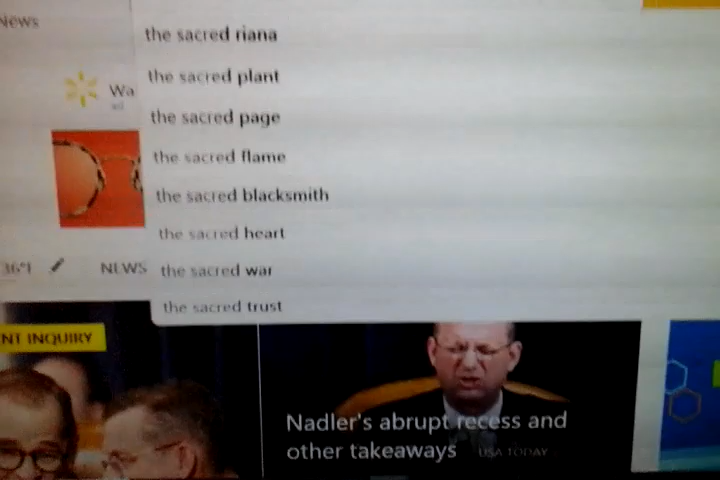 News
the sacred riana
the sacred plant
Wa
ad
the sacred page
the sacred flame
the sacred blacksmith
the sacred heart
36°F NEWS
the sacred war
the sacred trust
NT INQUIRY
Nadler's abrupt recess and
other takeaways USA TODAY